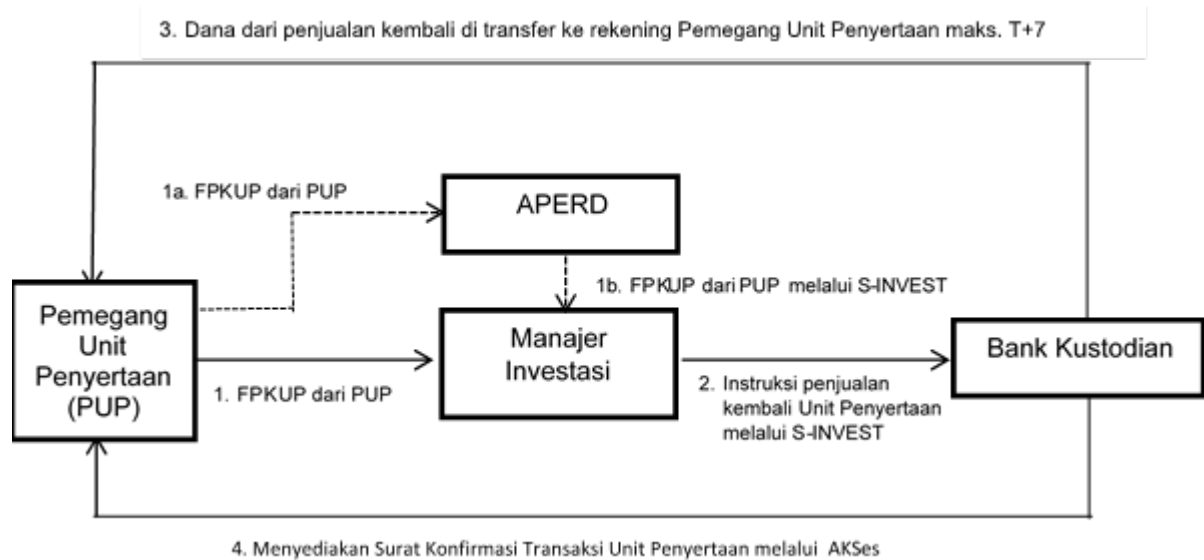 3. Dana dari penjualan kembali di transfer ke rekening Pemegang Unit Penyertaan maks. T+7
1a. FPKUP dari PUP
APERD
1b. FPKUP dari PUP melalui S-INVEST
Pemegang
Unit
Penyertaan
(PUP)
Manajer
Investasi
Bank Kustodian
1. FPKUP dari PUP
2. Instruksi penjualan
kembali Unit Penyertaan
melalui S-INVEST
4. Menyediakan Surat Konfirmasi Transaksi Unit Penyertaan melalui AKSes